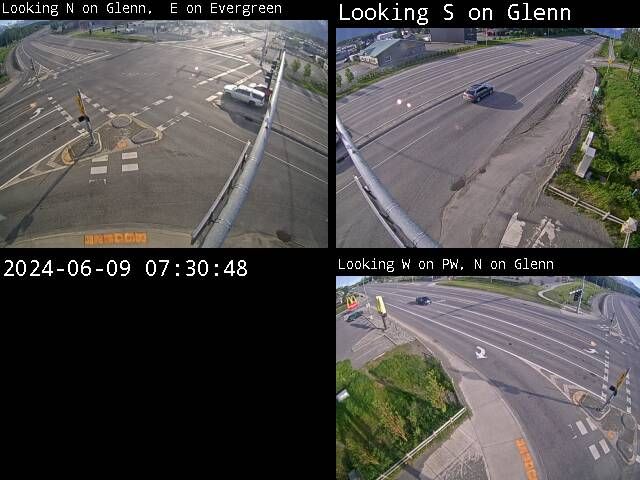 Looking N on Glenn,  E on Evergreen
Looking S on Glenn
2024-06-09 07:30:48
Looking W on PW, N on Glenn